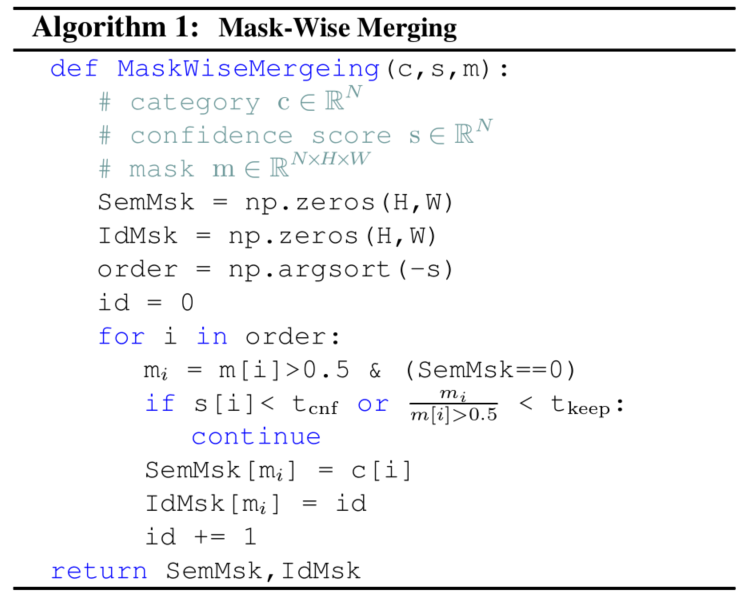 Algorithm 1: Mask-Wise Merging
def MaskWiseMergeing(c,s,m):
# category c ∈ ℝ^N
# confidence score s ∈ ℝ^N
# mask m ∈ ℝ^{N×H×W}
SemMsk = np.zeros(H,W)
IdMsk = np.zeros(H,W)
order = np.argsort(-s)
id = 0
for i in order:
m_i = m[i]>0.5 & (SemMsk==0)
if s[i]< t_cnf or \frac{m_i}{m[i]>0.5} < t_keep:
continue
SemMsk[m_i] = c[i]
IdMsk[m_i] = id
id += 1
return SemMsk,IdMsk